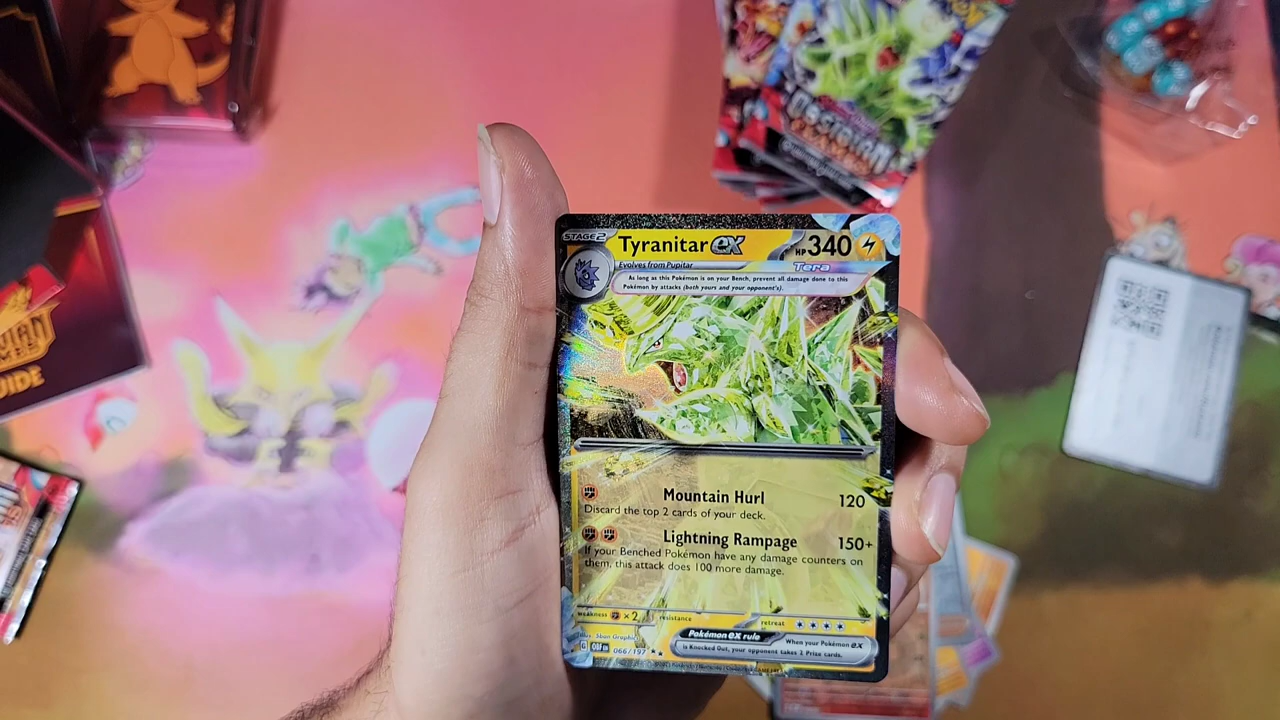 STAGE2 Tyranitar ex HP 340
Evolves from Pupitar
Tera
As long as this Pokémon is on your Bench, prevent all damage done to this
Pokémon by attacks (both yours and your opponent's).
Mountain Hurl 120
Discard the top 2 cards of your deck.
Lightning Rampage 150+
If your Benched Pokémon have any damage counters on
them, this attack does 100 more damage.
weakness ×2 resistance retreat
Pokémon ex rule
When your Pokémon ex
is Knocked Out, your opponent takes 2 Prize cards.
G OBF EN 066/197
UIDE